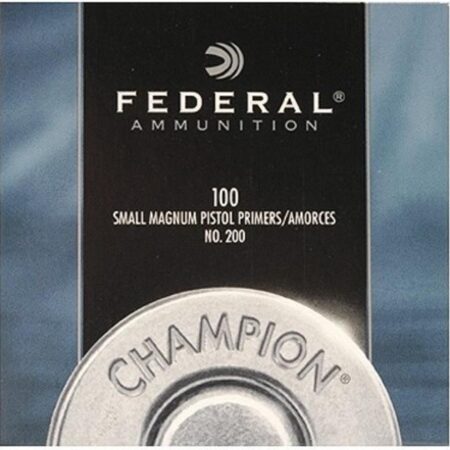 FEDERAL®
AMMUNITION
100
SMALL MAGNUM PISTOL PRIMERS/AMORCES
NO. 200
CHAMPION®